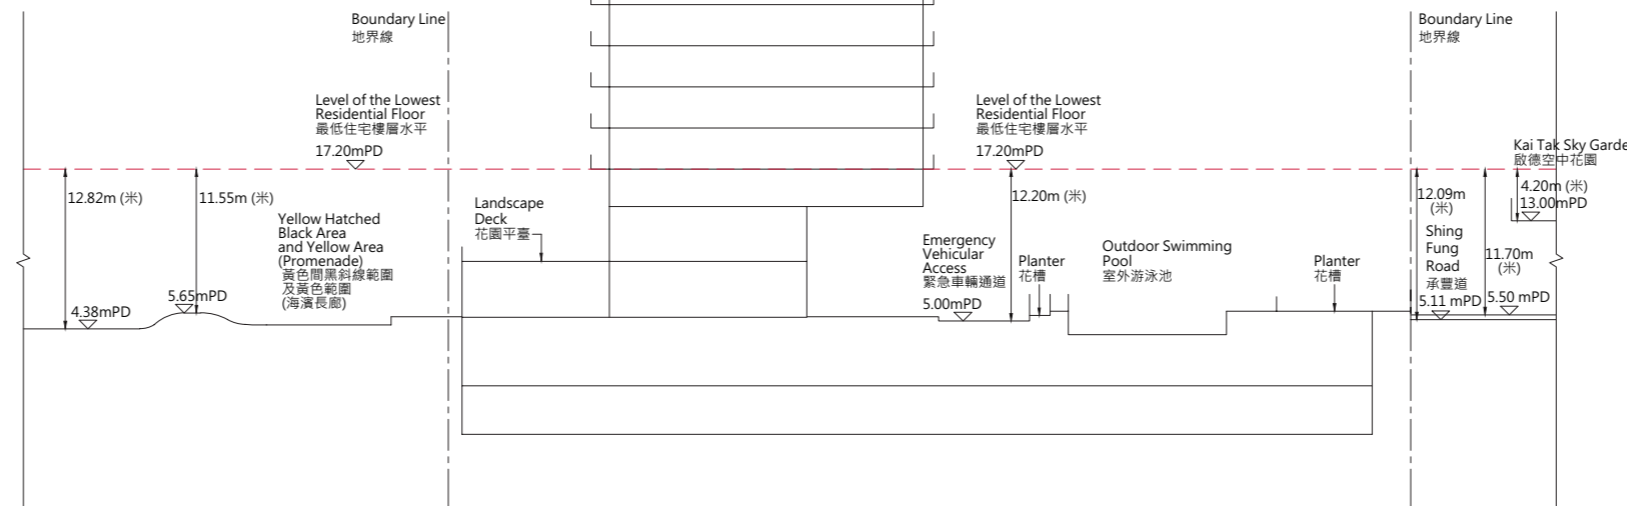 Boundary Line
地界線
Boundary Line
地界線
Level of the Lowest
Residential Floor
最低住宅樓層水平
17.20mPD
Level of the Lowest
Residential Floor
最低住宅樓層水平
17.20mPD
Kai Tak Sky Garde
啟德空中花園
4.20m (米)
13.00mPD
12.82m (米)
11.55m (米)
Yellow Hatched
Black Area
and Yellow Area
(Promenade)
黃色間黑斜線範圍
及黃色範圍
(海濱長廊)
4.38mPD
5.65mPD
Landscape
Deck
花園平臺
Emergency
Vehicular
Access
緊急車輛通道
5.00mPD
12.20m (米)
Planter
花槽
Outdoor Swimming
Pool
室外游泳池
Planter
花槽
12.09m
(米)
Shing
Fung
Road
承豐道
5.11 mPD
11.70m
(米)
5.50 mPD